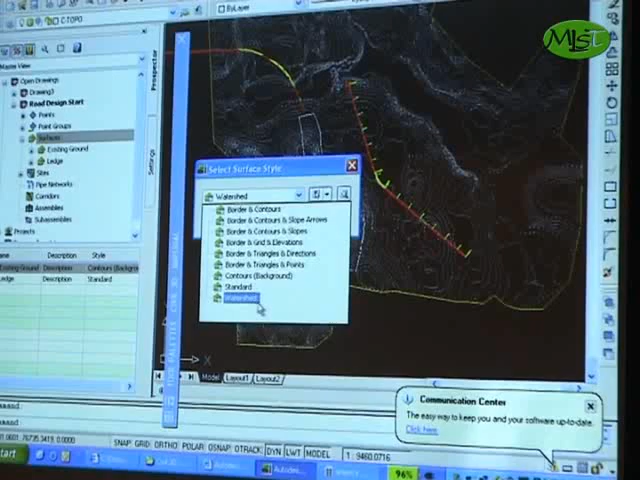 C-TOPO
ByLayer
MIST
Master View
Prospector
Open Drawings
Drawing3
Road Design Start
Points
Point Groups
Surfaces
Existing Ground
Ledge
Settings
Sites
Pipe Networks
Corridors
Assemblies
Subassemblies
Projects
Select Surface Style
Watershed
Border & Contours
Border & Contours & Slope Arrows
Border & Contours & Slopes
Border & Grid & Elevations
Border & Triangles & Directions
Border & Triangles & Points
Contours (Background)
Standard
Watershed
Name Description Style
Existing Ground Description Contours (Backgro
Ledge Description Standard
X
Model Layout1 Layout2
Communication Center
The easy way to keep you and your software up-to-date.
Click here.
SNAP GRID ORTHO POLAR OSNAP OTRACK DYN LWT MODEL
1 : 9460.0716
start
96%